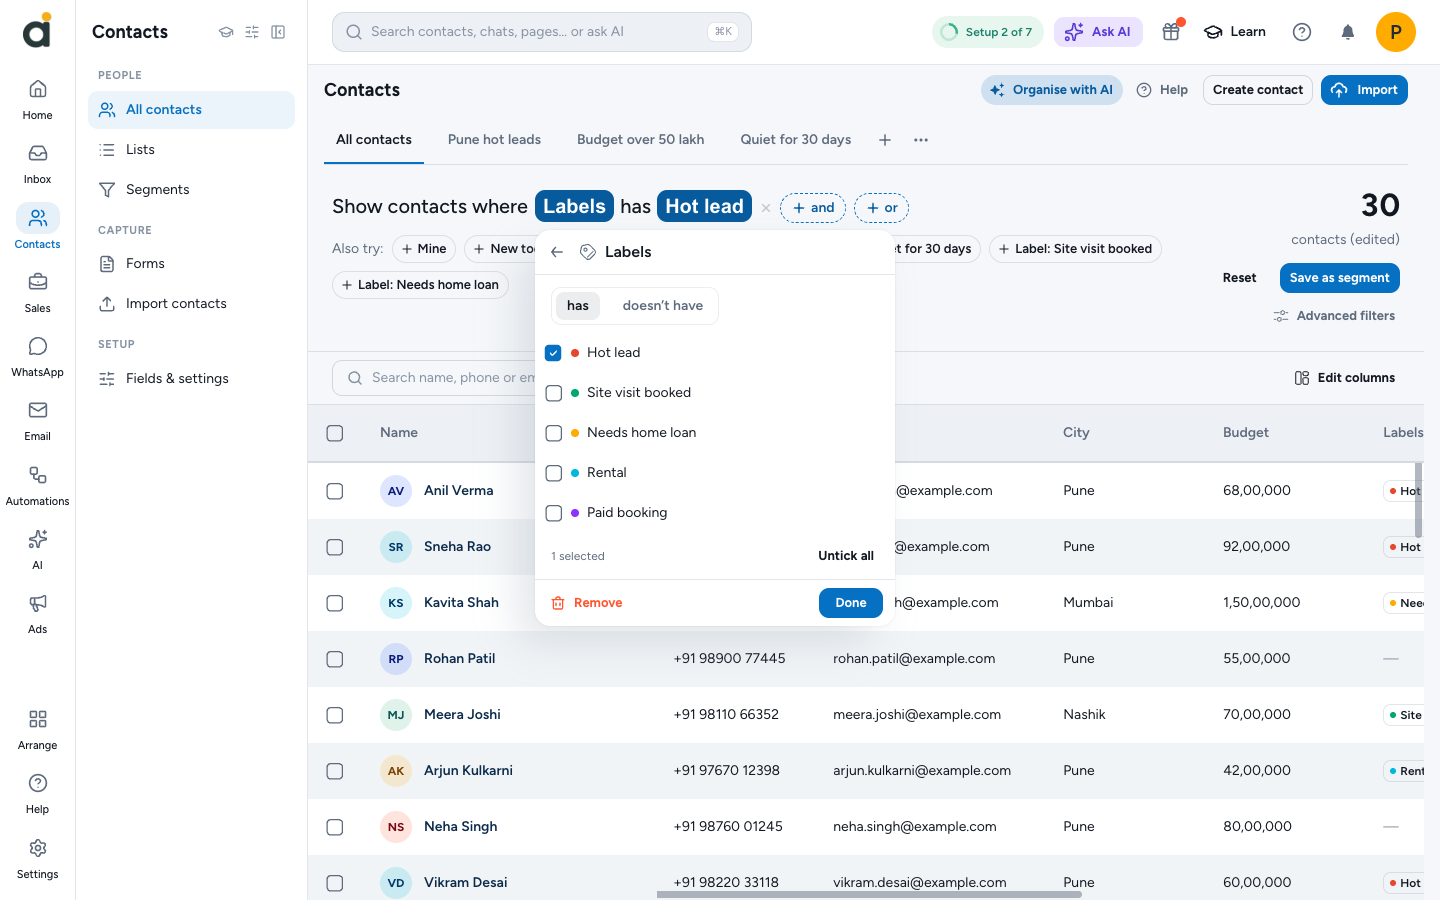 Search contacts, chats, pages... or ask AI
⌘K
Setup 2 of 7
Ask AI
Learn
P
Home
Inbox
Contacts
Sales
WhatsApp
Email
Automations
AI
Ads
Arrange
Help
Settings
Contacts
PEOPLE
All contacts
Lists
Segments
CAPTURE
Forms
Import contacts
SETUP
Fields & settings
Contacts
Organise with AI
Help
Create contact
Import
All contacts
Pune hot leads
Budget over 50 lakh
Quiet for 30 days
Show contacts where Labels has Hot lead × + and + or
30
contacts (edited)
Reset
Save as segment
Advanced filters
Also try:
+ Mine
+ New
for 30 days
+ Label: Site visit booked
+ Label: Needs home loan
Labels
has
doesn't have
Hot lead
Site visit booked
Needs home loan
Rental
Paid booking
1 selected
Untick all
Remove
Done
Search name, phone or
Edit columns
Name City Budget Labels
AV Anil Verma @example.com Pune 68,00,000 Hot
SR Sneha Rao @example.com Pune 92,00,000 Hot
KS Kavita Shah h@example.com Mumbai 1,50,00,000
RP Rohan Patil +91 98900 77445 rohan.patil@example.com Pune 55,00,000 —
MJ Meera Joshi +91 98110 66352 meera.joshi@example.com Nashik 70,00,000 Site
AK Arjun Kulkarni +91 97670 12398 arjun.kulkarni@example.com Pune 42,00,000 Rent
NS Neha Singh +91 98760 01245 neha.singh@example.com Pune 80,00,000 —
VD Vikram Desai +91 98220 33118 vikram.desai@example.com Pune 60,00,000 Hot